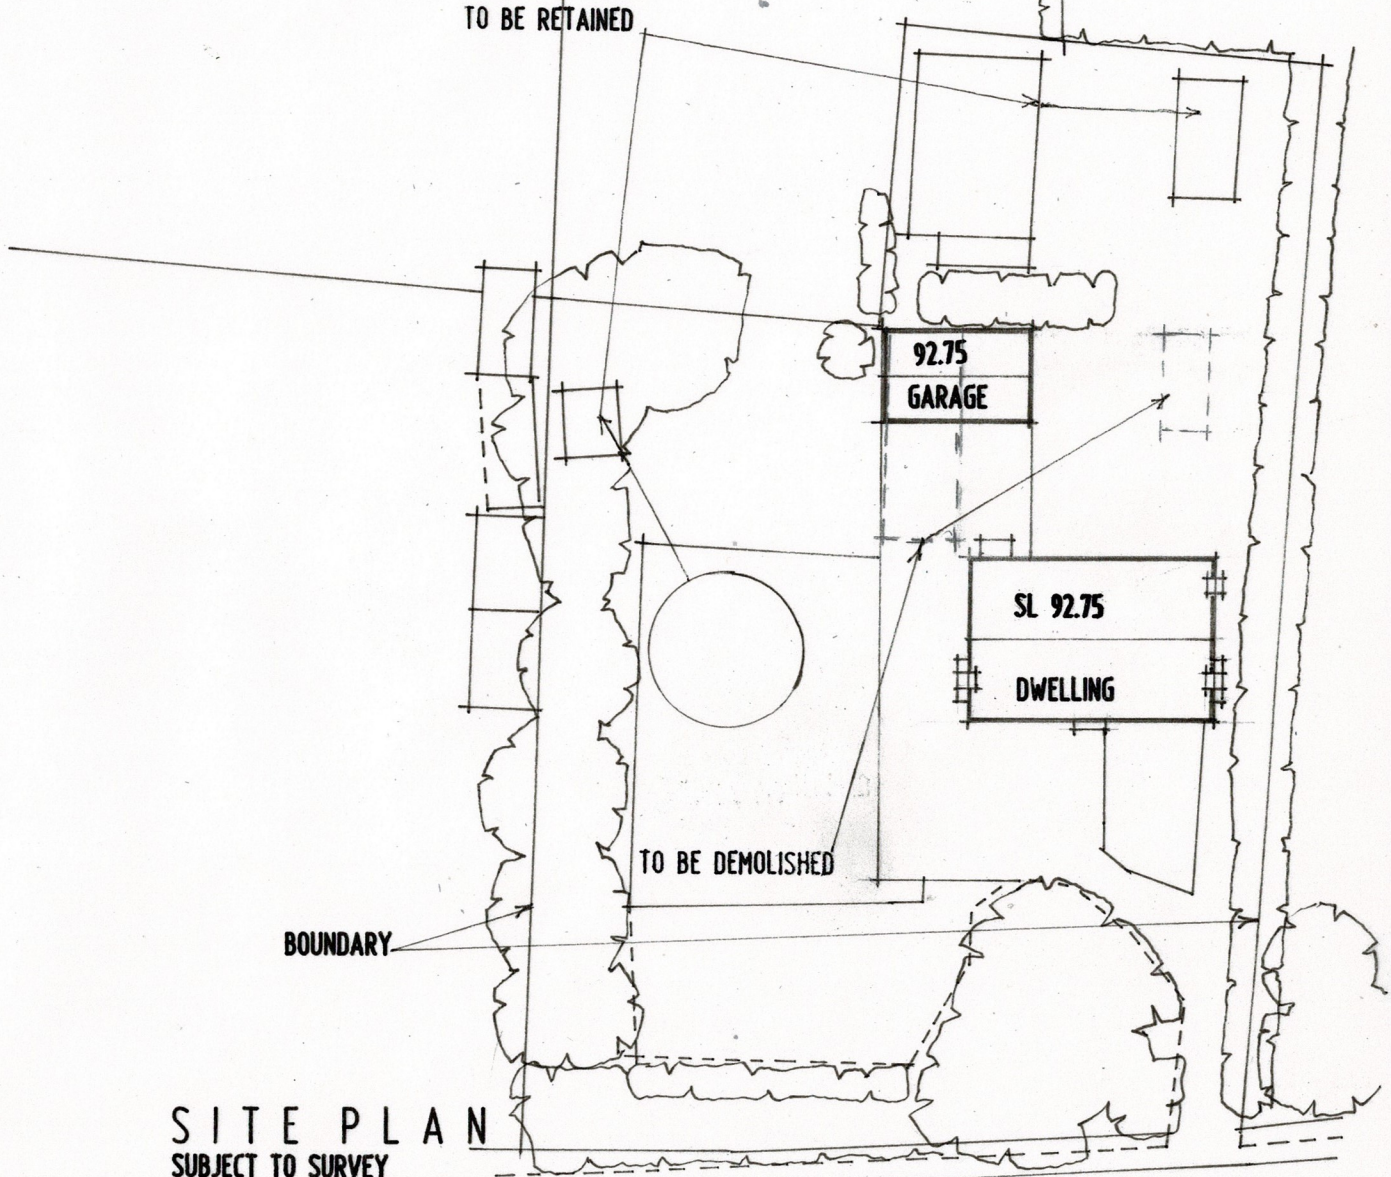 TO BE RETAINED
92.75
GARAGE
SL 92.75
DWELLING
TO BE DEMOLISHED
BOUNDARY
SITE PLAN
SUBJECT TO SURVEY